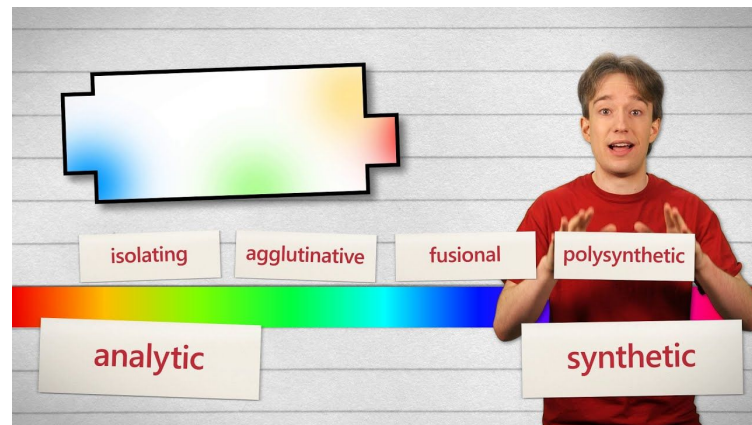 isolating
agglutinative
fusional
polysynthetic
analytic
synthetic